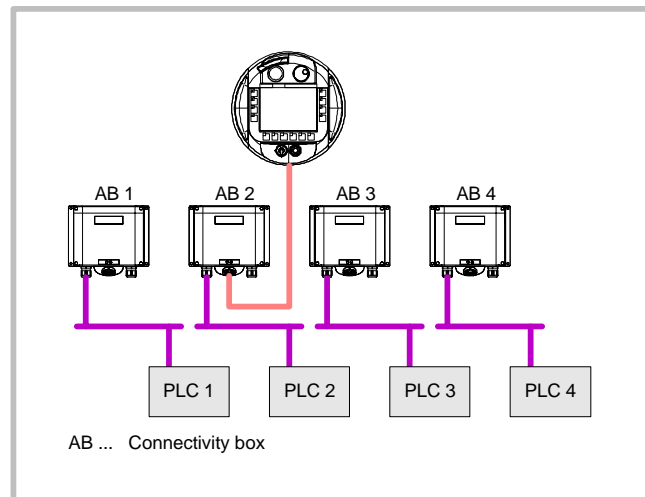 AB 1 AB 2 AB 3 AB 4
PLC 1 PLC 2 PLC 3 PLC 4
AB ... Connectivity box